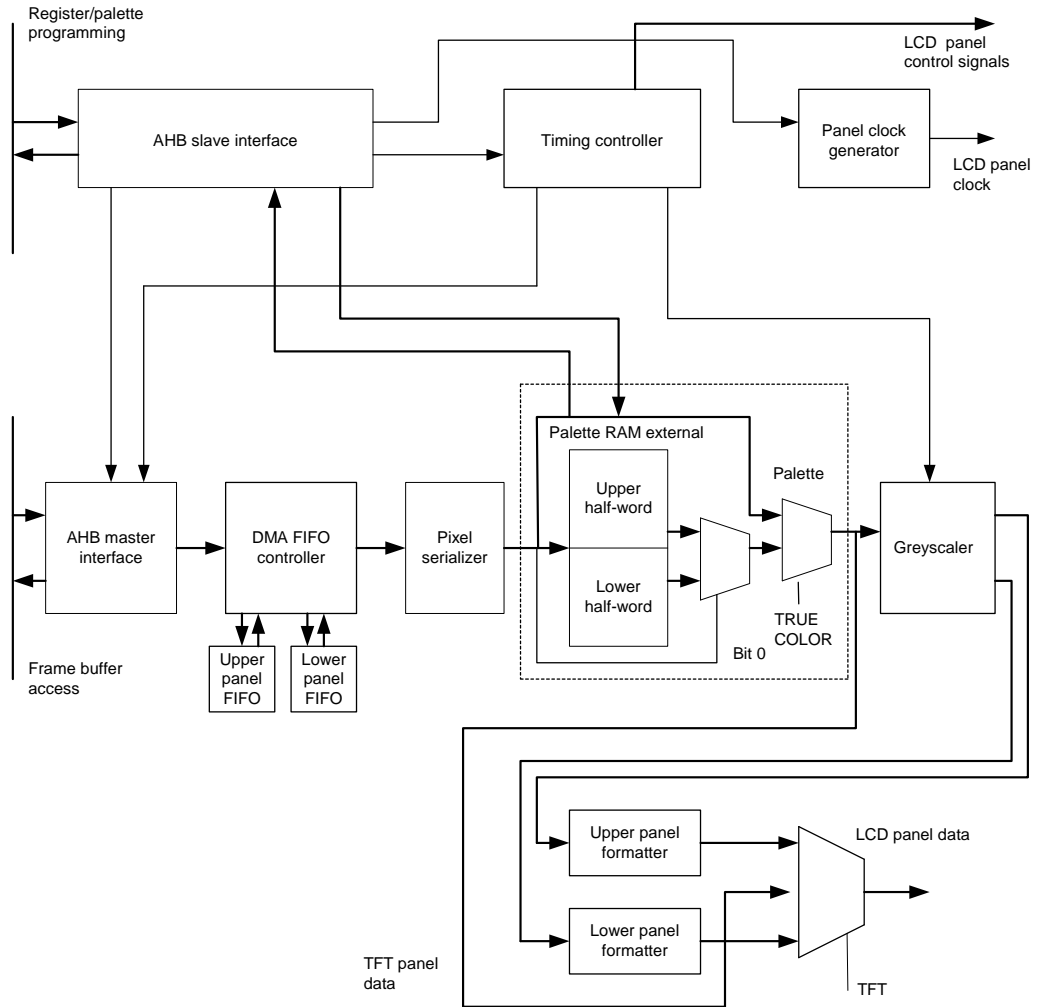 Register/palette
programming
LCD panel
control signals
AHB slave interface
Timing controller
Panel clock
generator
LCD panel
clock
Palette RAM external
Palette
Upper
half-word
Lower
half-word
AHB master
interface
DMA FIFO
controller
Pixel
serializer
Greyscaler
TRUE
COLOR
Bit 0
Frame buffer
access
Upper
panel
FIFO
Lower
panel
FIFO
Upper panel
formatter
LCD panel data
Lower panel
formatter
TFT panel
data
TFT